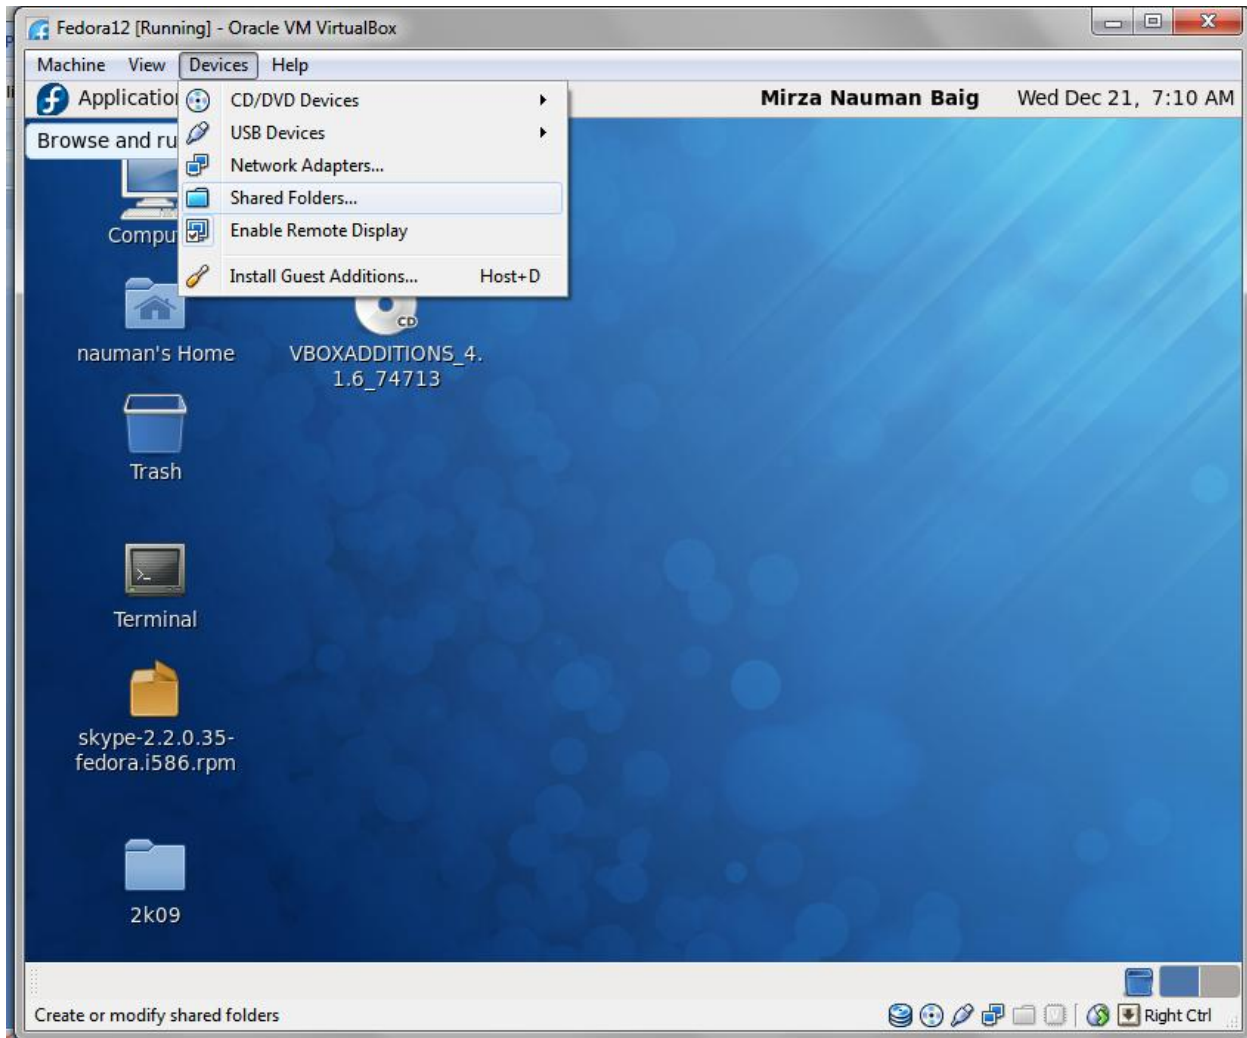 Fedora12 [Running] - Oracle VM VirtualBox
Machine View Devices Help
Application
Mirza Nauman Baig Wed Dec 21, 7:10 AM
CD/DVD Devices
USB Devices
Network Adapters...
Shared Folders...
Enable Remote Display
Install Guest Additions... Host+D
Browse and ru
Compu
nauman's Home
CD
VBOXADDITIONS_4.
1.6_74713
Trash
Terminal
skype-2.2.0.35-
fedora.i586.rpm
2k09
Create or modify shared folders
Right Ctrl